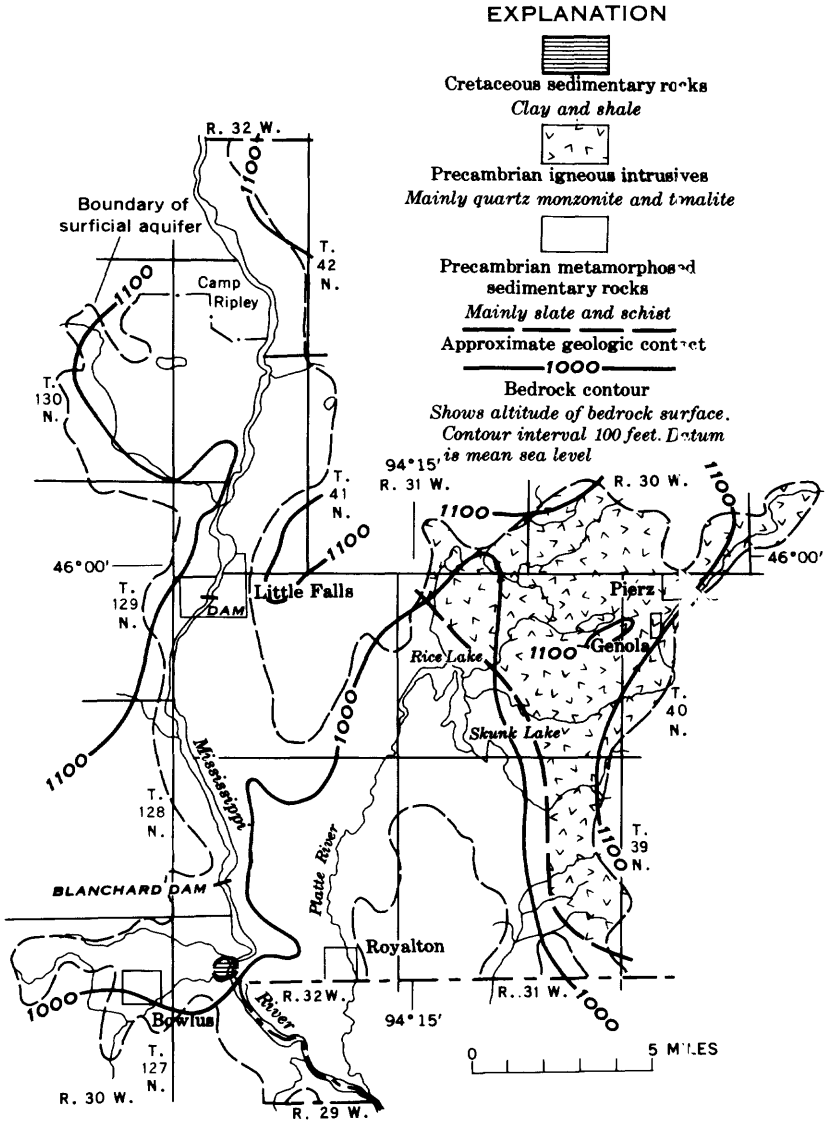 EXPLANATION
Cretaceous sedimentary rocks
Clay and shale
Precambrian igneous intrusives
Mainly quartz monzonite and
Precambrian metamorphosed
sedimentary rocks
Mainly slate and schist
Approximate geologic contact
1000
Bedrock contour
Shows altitude of bedrock surface.
Contour interval 100 feet. Datum
is mean sea level
R. 32 W.
1100
Boundary of
surficial aquifer
T.
42
N.
1100
Camp
Ripley
T.
130
N.
94°15'
R. 31 W.
R. 30 W.
1100
T.
41
N.
1100
1100
46°00'
46°00'
T.
129
N.
Little Falls
DAM
Pierz
Rice Lake
1100
Genola
T.
40
N.
1000
Skunk Lake
1100
Mississippi
T.
128
N.
Platte River
1100
T.
39
N.
BLANCHARD DAM
Royalton
1000
R. 32W.
R. 31 W.
1000
River
94°15'
Bowlus
T.
127
N.
0 5 MILES
R. 30 W.
R. 29 W.